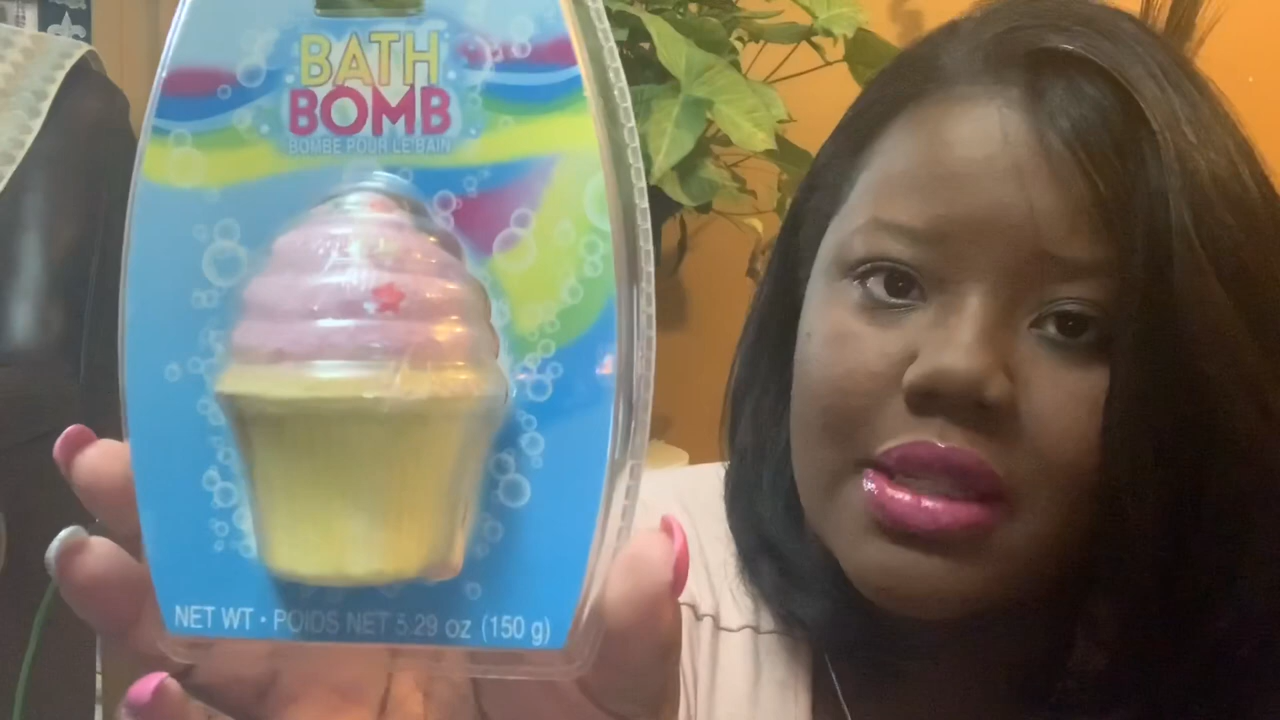 BATH
BOMB
BOMBE POUR LE BAIN
NET WT • POIDS NET 5.29 oz (150 g)